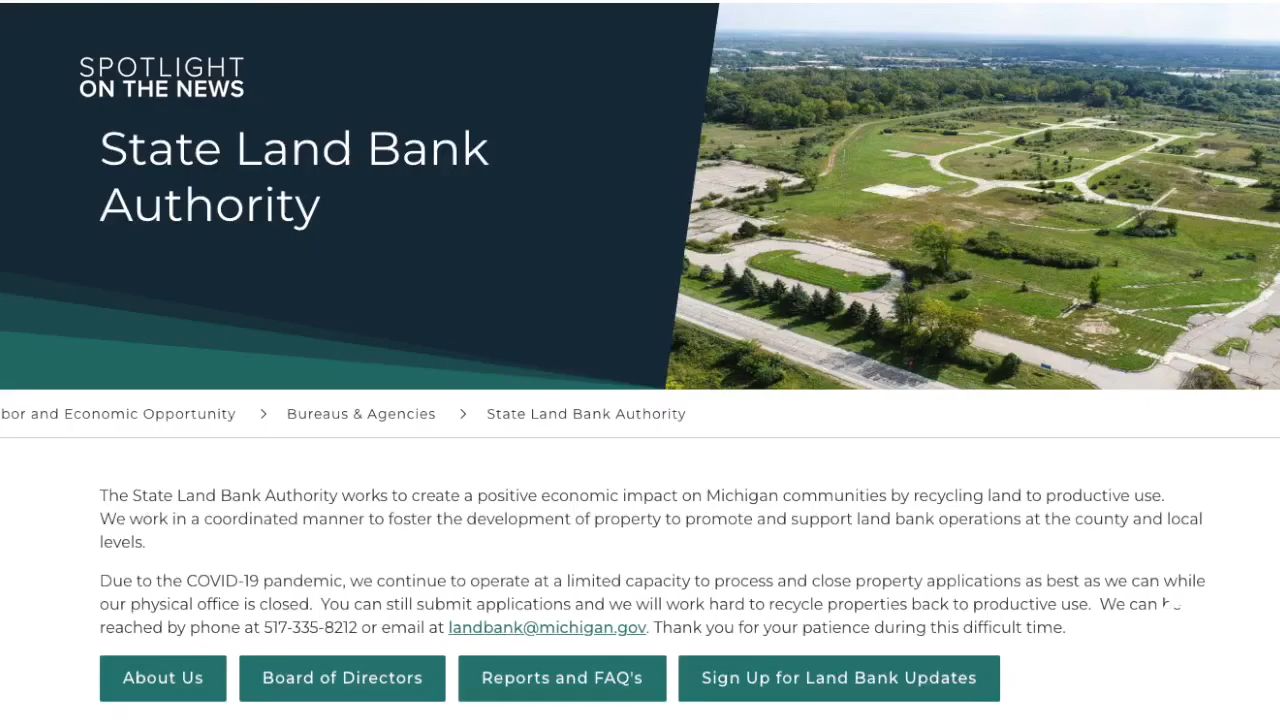 SPOTLIGHT
ON THE NEWS
State Land Bank
Authority
bor and Economic Opportunity > Bureaus & Agencies > State Land Bank Authority
The State Land Bank Authority works to create a positive economic impact on Michigan communities by recycling land to productive use.
We work in a coordinated manner to foster the development of property to promote and support land bank operations at the county and local
levels.
Due to the COVID-19 pandemic, we continue to operate at a limited capacity to process and close property applications as best as we can while
our physical office is closed. You can still submit applications and we will work hard to recycle properties back to productive use. We can
reached by phone at 517-335-8212 or email at landbank@michigan.gov. Thank you for your patience during this difficult time.
About Us
Board of Directors
Reports and FAQ's
Sign Up for Land Bank Updates